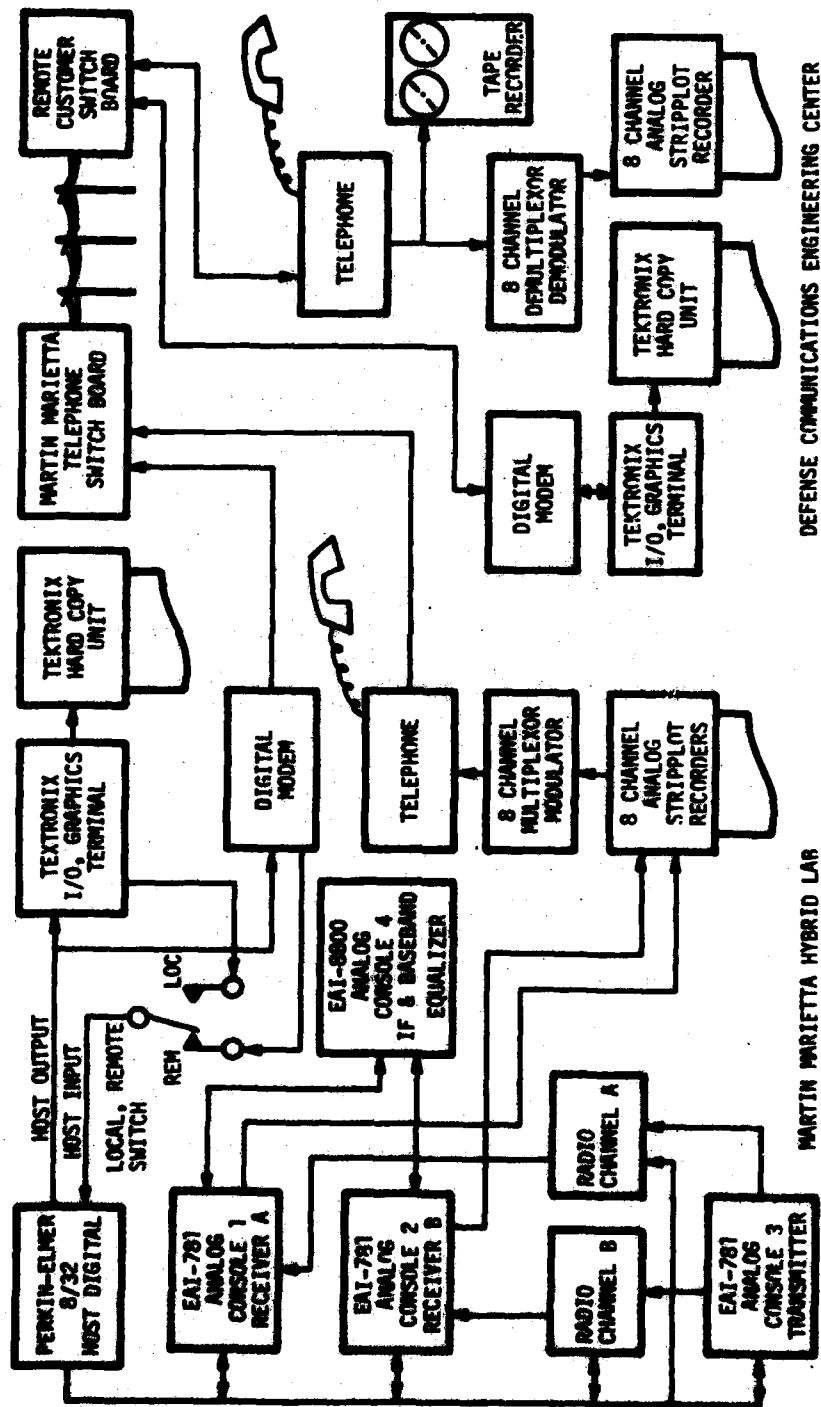 PERKIN-ELMER
8/32
HOST DIGITAL
HOST OUTPUT
HOST INPUT
LOCAL, REMOTE
SWITCH
REM
LOC
TEKTRONIX
I/O, GRAPHICS
TERMINAL
TEKTRONIX
HARD COPY
UNIT
MARTIN MARIETTA
TELEPHONE
SWITCH BOARD
REMOTE
CUSTOMER
SWITCH
BOARD
EAI-781
ANALOG
CONSOLE 1
RECEIVER A
DIGITAL
MODEM
EAI-8800
ANALOG
CONSOLE 4
IF & BASEBAND
EQUALIZER
EAI-781
ANALOG
CONSOLE 2
RECEIVER B
TELEPHONE
TELEPHONE
TAPE
RECORDER
RADIO
CHANNEL B
RADIO
CHANNEL A
8 CHANNEL
MULTIPLEXOR
MODULATOR
DIGITAL
MODEM
8 CHANNEL
DEMULTIPLEXOR
DEMODULATOR
EAI-781
ANALOG
CONSOLE 3
TRANSMITTER
8 CHANNEL
ANALOG
STRIPPLOT
RECORDERS
TEKTRONIX
I/O, GRAPHICS
TERMINAL
TEKTRONIX
HARD COPY
UNIT
8 CHANNEL
ANALOG
STRIPPLOT
RECORDER
MARTIN MARIETTA HYBRID LAB
DEFENSE COMMUNICATIONS ENGINEERING CENTER